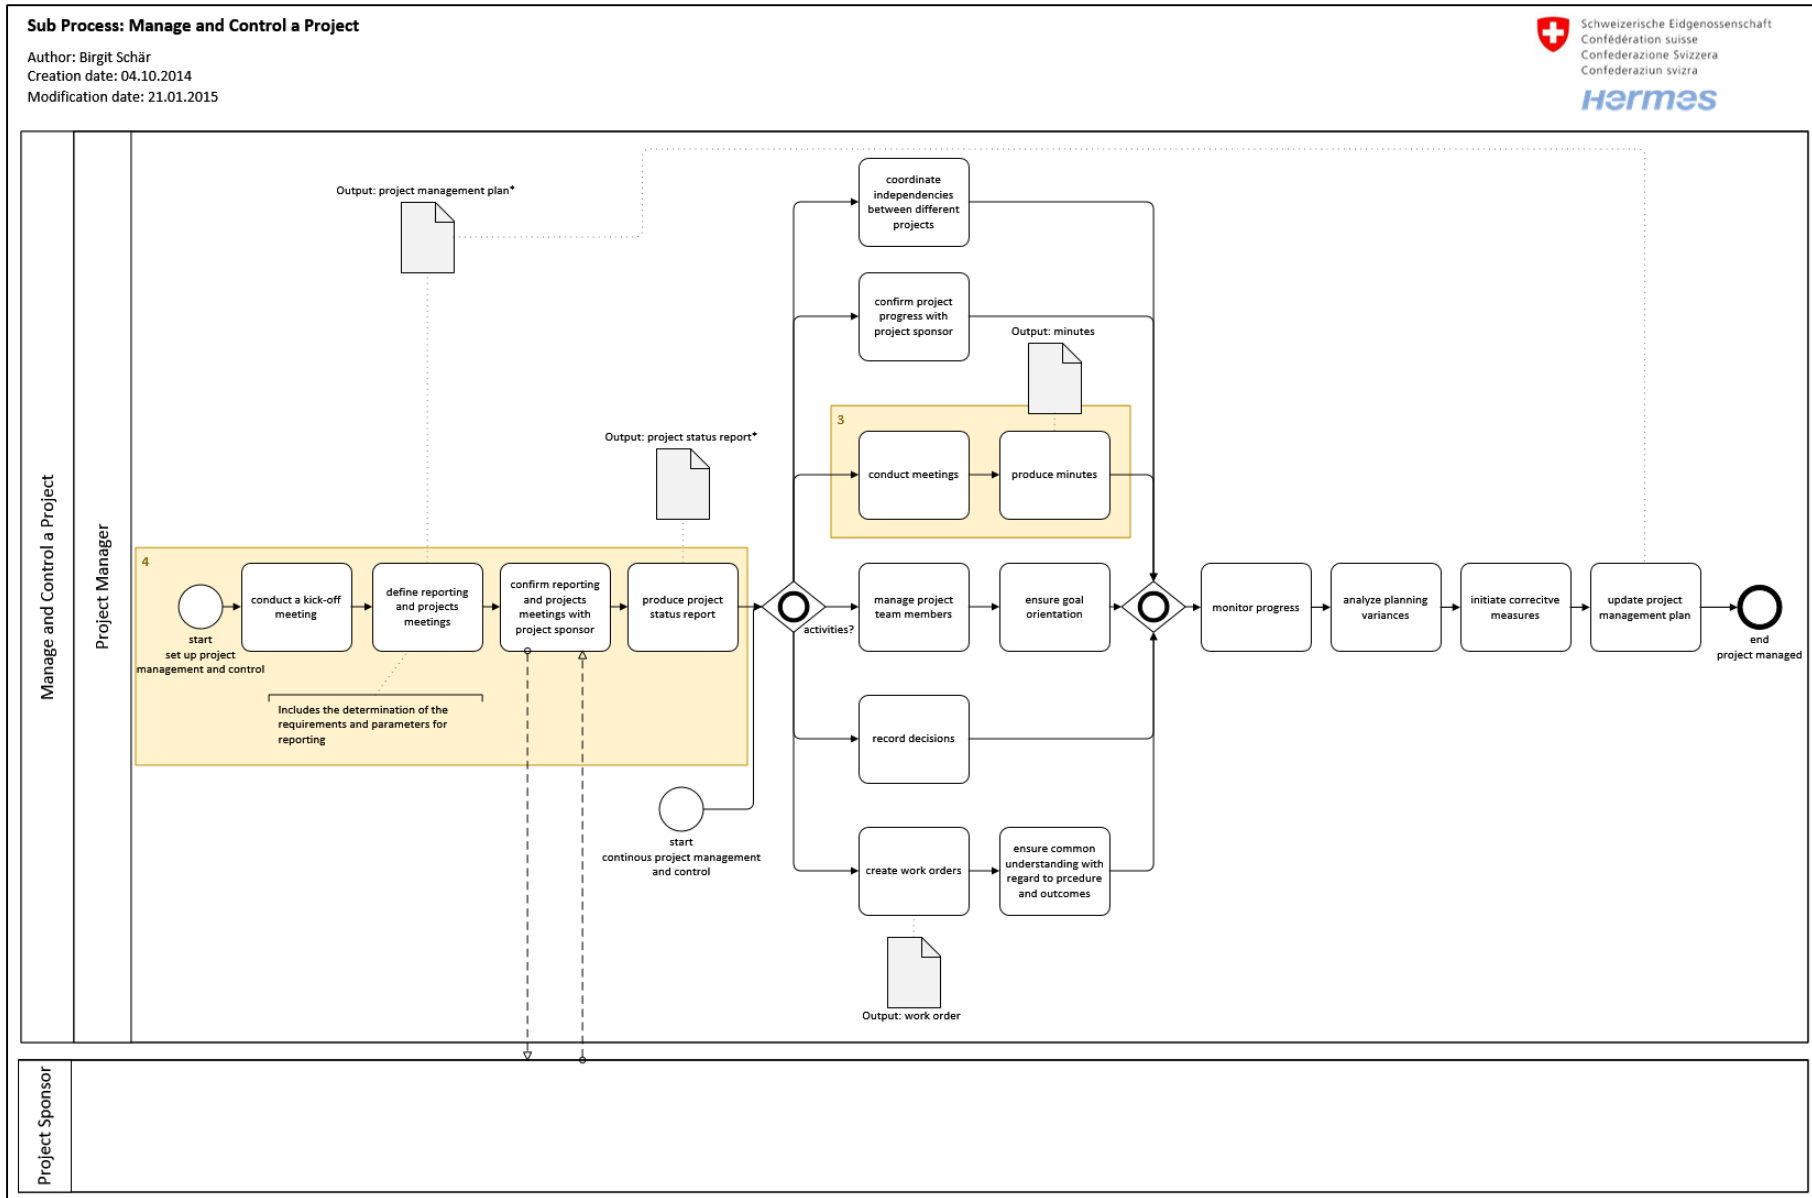 Sub Process: Manage and Control a Project
Author: Birgit Schär
Creation date: 04.10.2014
Modification date: 21.01.2015
Schweizerische Eidgenossenschaft
Confédération suisse
Confederazione Svizzera
Confederaziun svizra
Hermes
Manage and Control a Project
Project Manager
Output: project management plan*
coordinate
independencies
between different
projects
confirm project
progress with
project sponsor
Output: minutes
3
conduct meetings
produce minutes
Output: project status report*
4
start
set up project
management and control
conduct a kick-off
meeting
define reporting
and projects
meetings
confirm reporting
and projects
meetings with
project sponsor
produce project
status report
Includes the determination of the
requirements and parameters for
reporting
start
continous project management
and control
activities?
manage project
team members
ensure goal
orientation
record decisions
create work orders
ensure common
understanding with
regard to prcedure
and outcomes
Output: work order
monitor progress
analyze planning
variances
initiate correcitve
measures
update project
management plan
end
project managed
Project Sponsor